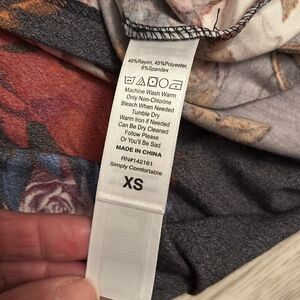 49%Rayon, 45%Polyester,
6%Spandex
Machine Wash Warm
Only Non-Chlorine
Bleach When Needed
Tumble Dry
Warm Iron if Needed
Can Be Dry Cleaned
Follow Please
Or You'll Be Sad
MADE IN CHINA
RN#142161
Simply Comfortable
XS